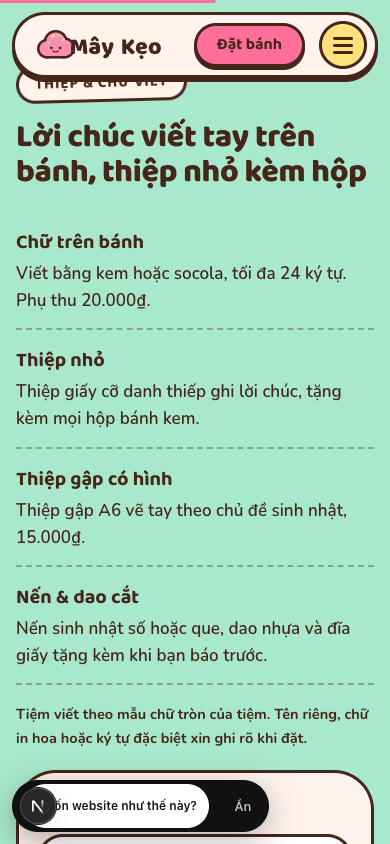 Mây Kẹo
Đặt bánh
THIỆP & CHỮ VIẾT
Lời chúc viết tay trên
bánh, thiệp nhỏ kèm hộp
Chữ trên bánh
Viết bằng kem hoặc socola, tối đa 24 ký tự.
Phụ thu 20.000₫.
Thiệp nhỏ
Thiệp giấy cỡ danh thiếp ghi lời chúc, tặng
kèm mọi hộp bánh kem.
Thiệp gập có hình
Thiệp gập A6 vẽ tay theo chủ đề sinh nhật,
15.000₫.
Nến & dao cắt
Nến sinh nhật số hoặc que, dao nhựa và đĩa
giấy tặng kèm khi bạn báo trước.
Tiệm viết theo mẫu chữ tròn của tiệm. Tên riêng, chữ
in hoa hoặc ký tự đặc biệt xin ghi rõ khi đặt.
N
website như thế này?
Ẩn